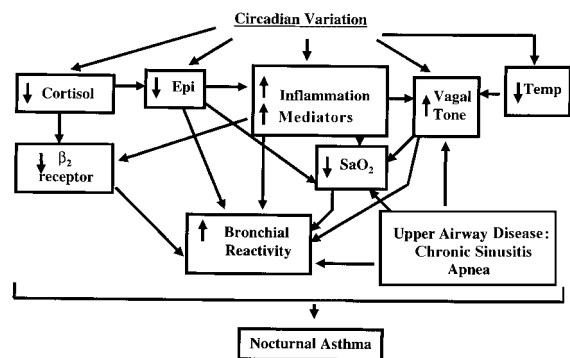 Circadian Variation
↓ Cortisol
↓ Epi
↑ Inflammation
↑ Mediators
↑ Vagal
Tone
↓ Temp
↓ β₂
receptor
↓ SaO₂
↑ Bronchial
Reactivity
Upper Airway Disease:
Chronic Sinusitis
Apnea
Nocturnal Asthma